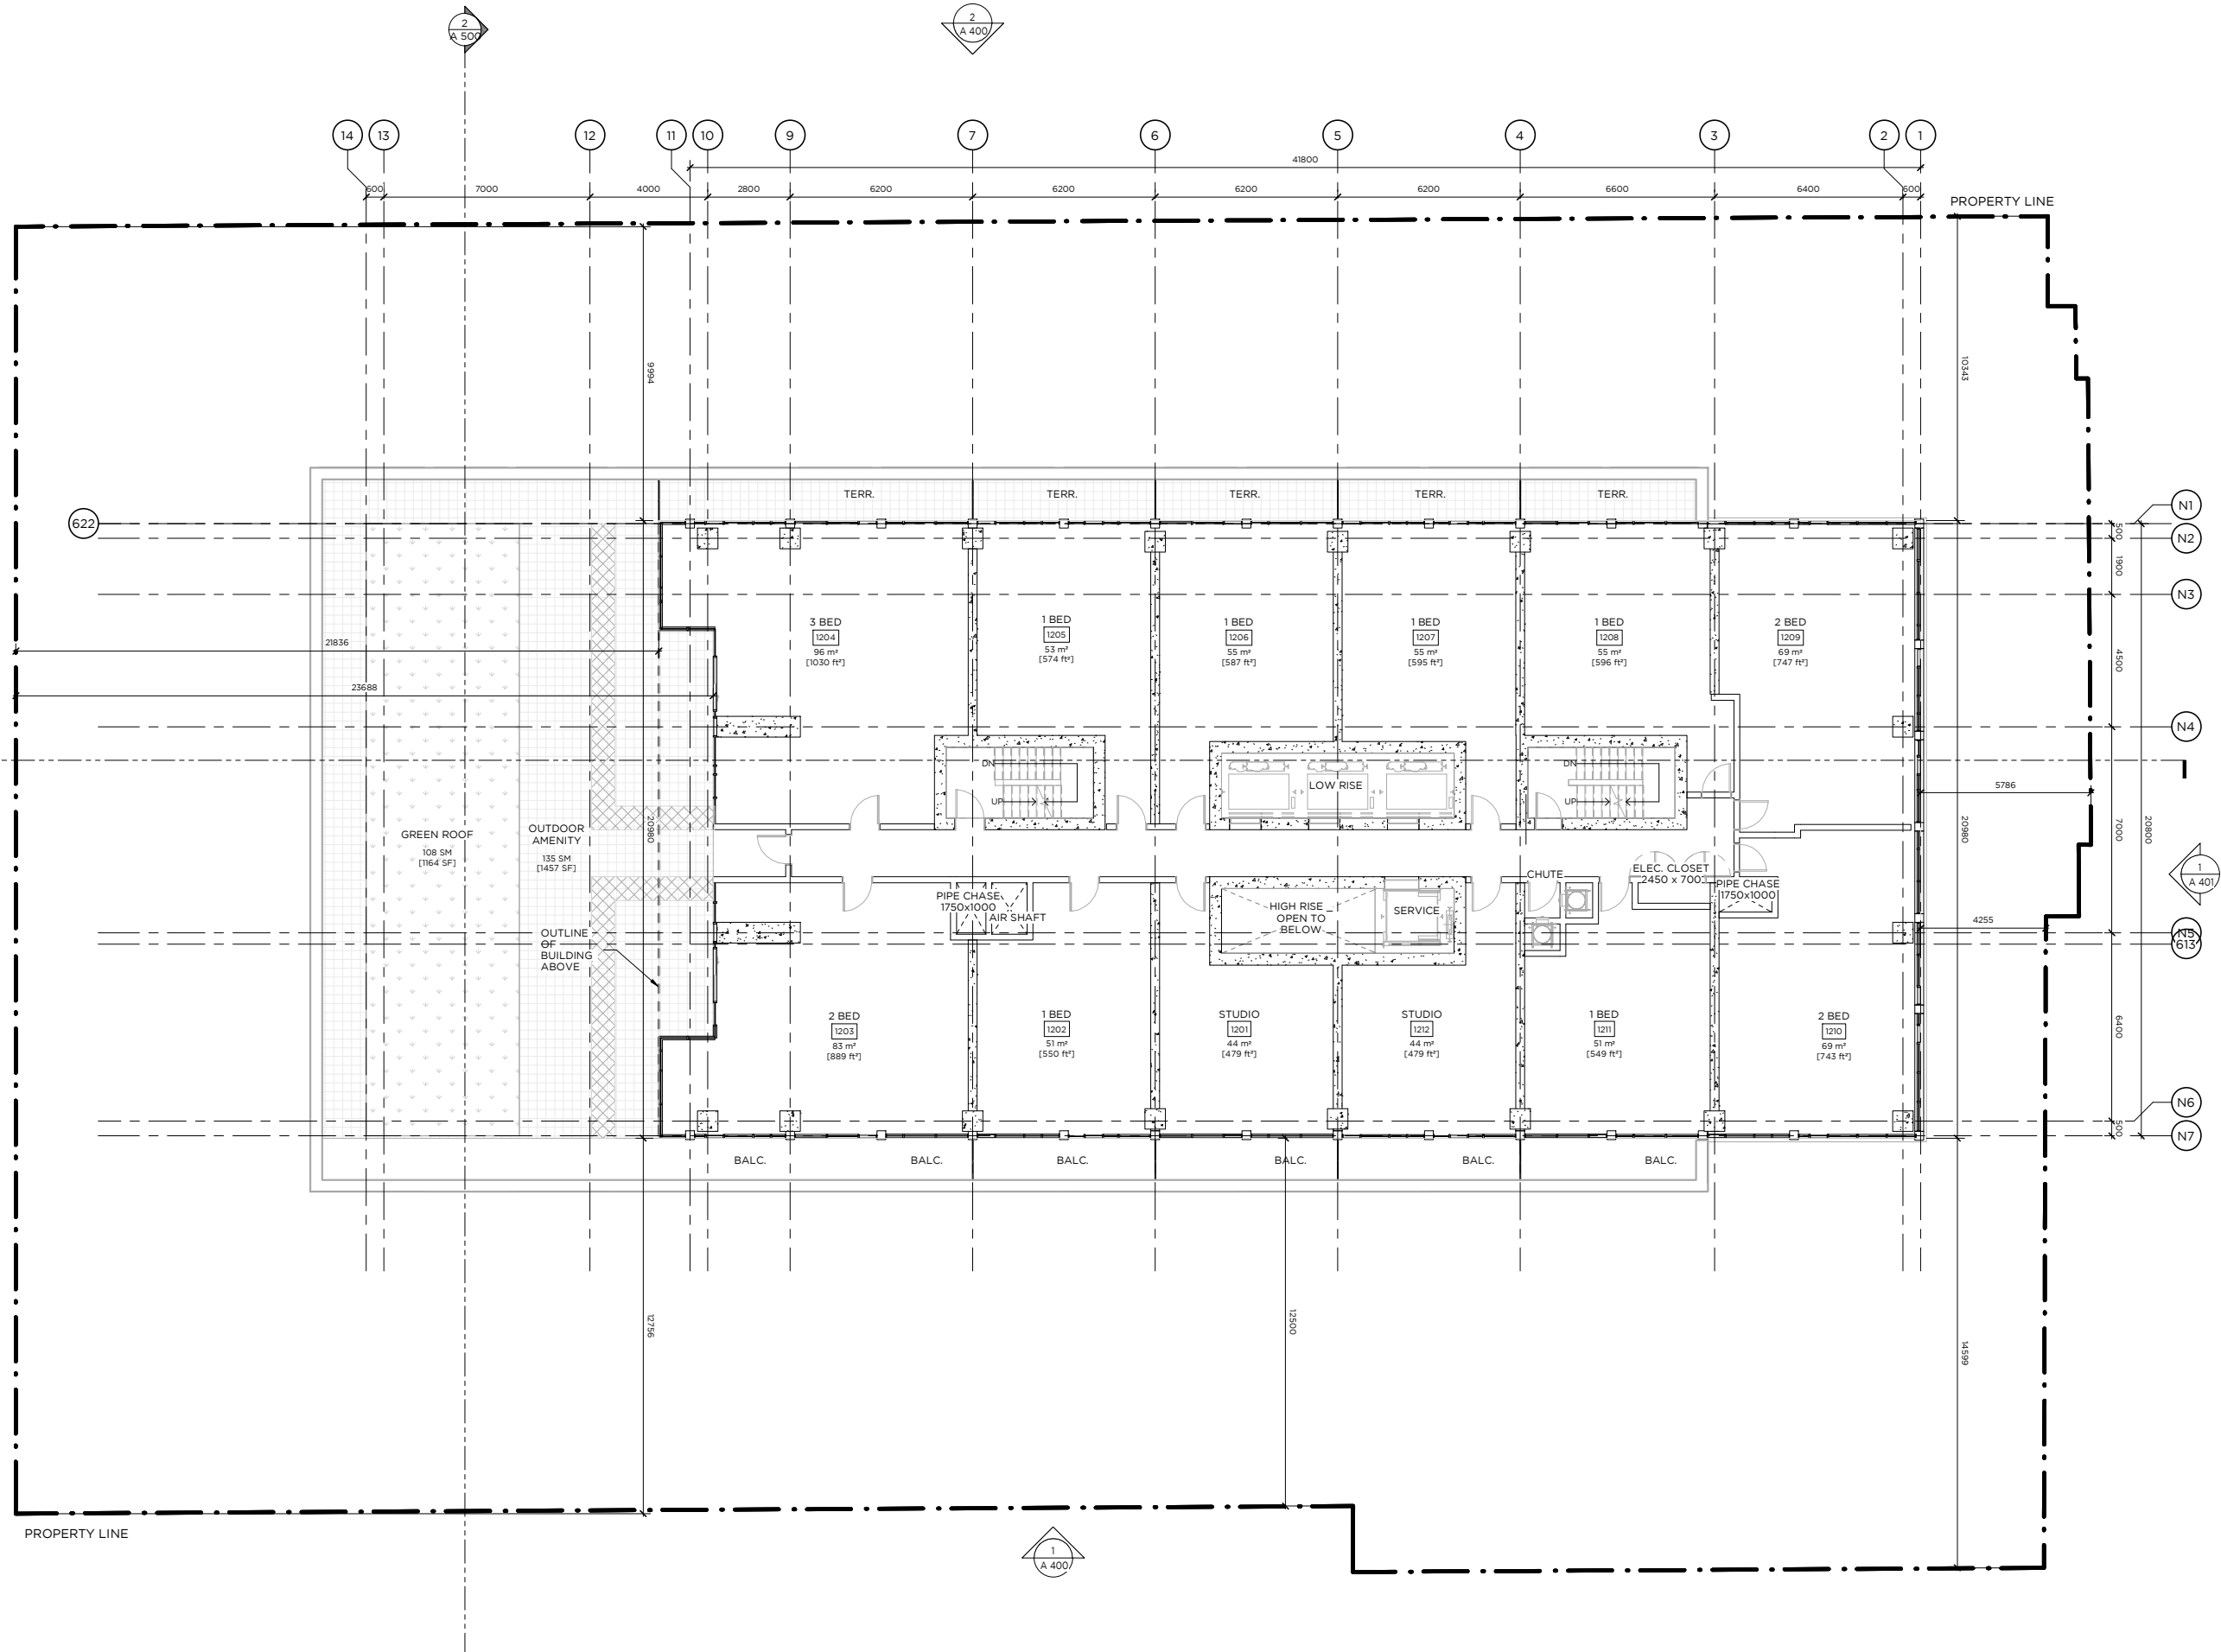 2
A 500
2
A 400
14
13
12
11
10
9
7
6
5
4
3
2
1
41800
600
7000
4000
2800
6200
6200
6200
6200
6600
6400
600
PROPERTY LINE
9994
10343
TERR.
TERR.
TERR.
TERR.
TERR.
622
N1
N2
N3
N4
N5
613
N6
N7
500
1900
4500
7000
6400
500
20800
20980
5786
4255
14599
1
A 401
21836
23688
3 BED
1204
96 m²
[1030 ft²]
1 BED
1205
53 m²
[574 ft²]
1 BED
1206
55 m²
[587 ft²]
1 BED
1207
55 m²
[595 ft²]
1 BED
1208
55 m²
[596 ft²]
2 BED
1209
69 m²
[747 ft²]
DN
UP
LOW RISE
DN
UP
GREEN ROOF
108 SM
[1164 SF]
OUTDOOR
AMENITY
135 SM
[1457 SF]
20980
OUTLINE
OF
BUILDING
ABOVE
PIPE CHASE
1750x1000
AIR SHAFT
HIGH RISE
OPEN TO
BELOW
SERVICE
CHUTE
ELEC. CLOSET
2450 x 700
PIPE CHASE
1750x1000
2 BED
1203
83 m²
[889 ft²]
1 BED
1202
51 m²
[550 ft²]
STUDIO
1201
44 m²
[479 ft²]
STUDIO
1212
44 m²
[479 ft²]
1 BED
1211
51 m²
[549 ft²]
2 BED
1210
69 m²
[743 ft²]
BALC.
BALC.
BALC.
BALC.
BALC.
BALC.
12756
12500
PROPERTY LINE
1
A 400